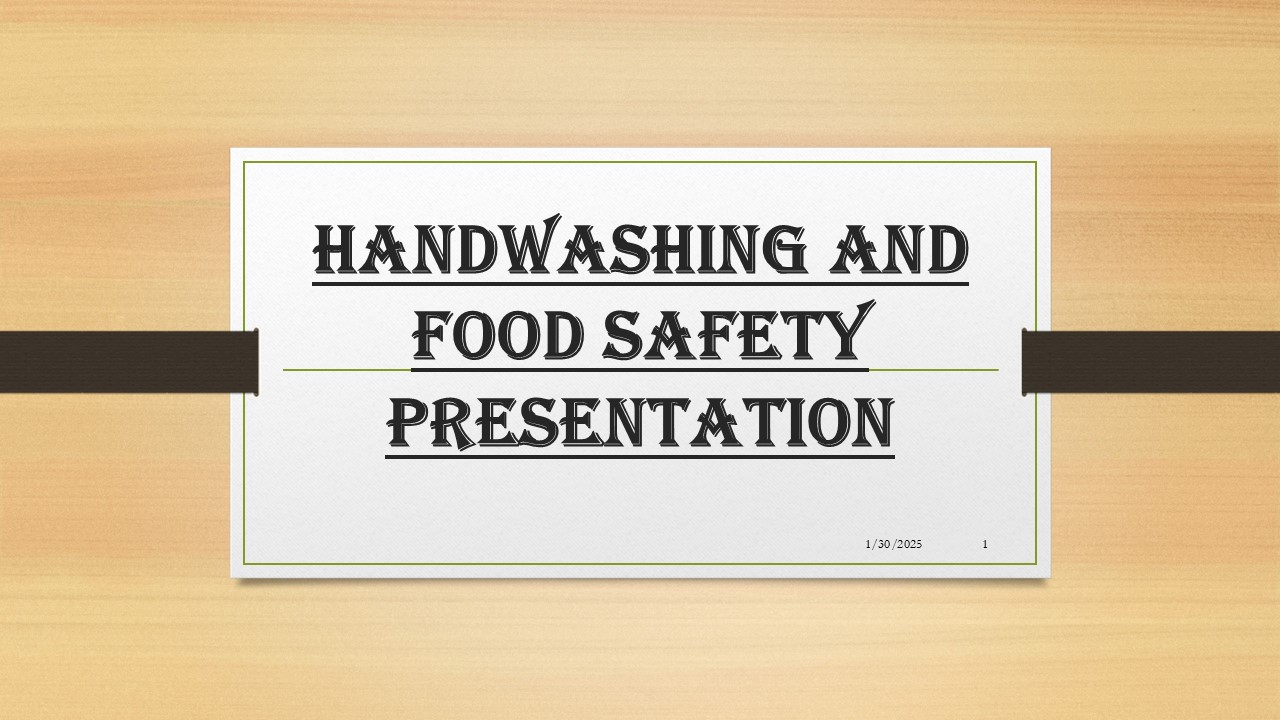 HANDWASHING AND
FOOD SAFETY
PRESENTATION
1/30/2025 1